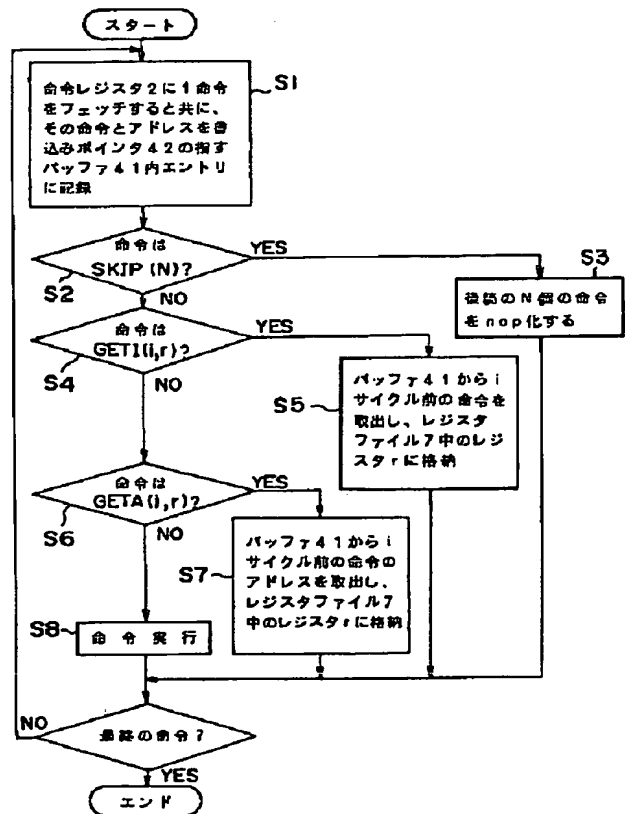 スタート
命令レジスタ2に1命令
をフェッチすると共に、
その命令とアドレスを書
込みポインタ42の指す
バッファ41内エントリ
に記録
S1
命令は
SKIP(N)?
YES
S2
NO
S3
後続のN個の命令
をnop化する
命令は
GETI(i,r)?
YES
S4
NO
S5
バッファ41からi
サイクル前の命令を
取出し、レジスタ
ファイル7中のレジ
スタrに格納
命令は
GETA(i,r)?
YES
S6
NO
S7
バッファ41からi
サイクル前の命令の
アドレスを取出し、
レジスタファイル7
中のレジスタrに格納
S8
命令実行
NO
最終の命令?
YES
エンド